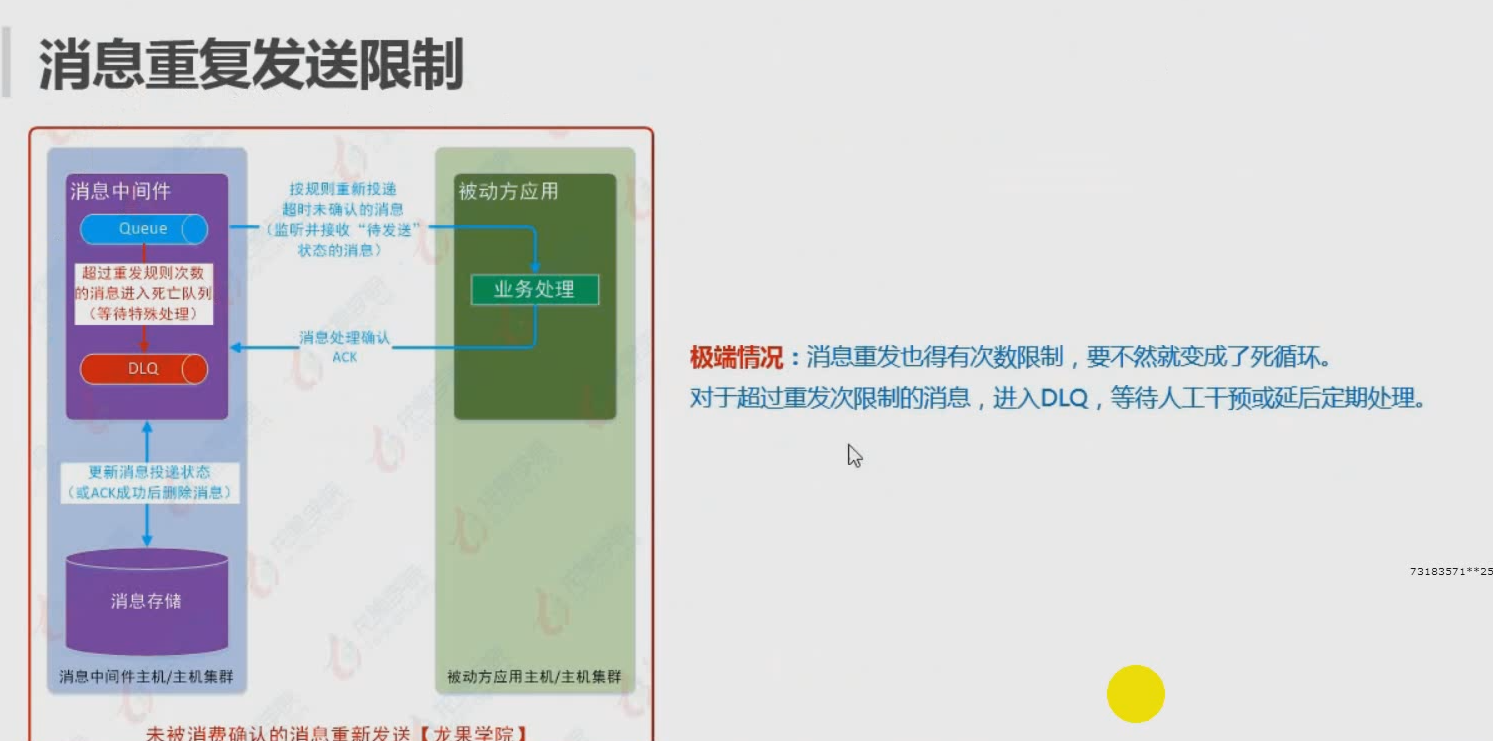 消息重复发送限制
消息中间件
Queue
超过重发规则次数
的消息进入死亡队列
（等待特殊处理）
DLQ
按规则重新投递
超时未确认的消息
（监听并接收“待发送”
状态的消息）
消息处理确认
ACK
被动方应用
业务处理
更新消息投递状态
（或ACK成功后删除消息）
消息存储
消息中间件主机/主机集群
被动方应用主机/主机集群
未被消费确认的消息重新发送【龙果学院】
极端情况：消息重发也得有次数限制，要不然就变成了死循环。
对于超过重发次限制的消息，进入DLQ，等待人工干预或延后定期处理。
73183571**25